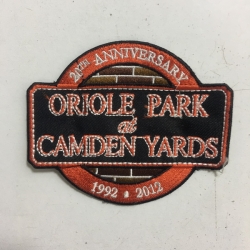 20TH ANNIVERSARY
ORIOLE PARK
at
CAMDEN YARDS
1992 • 2012